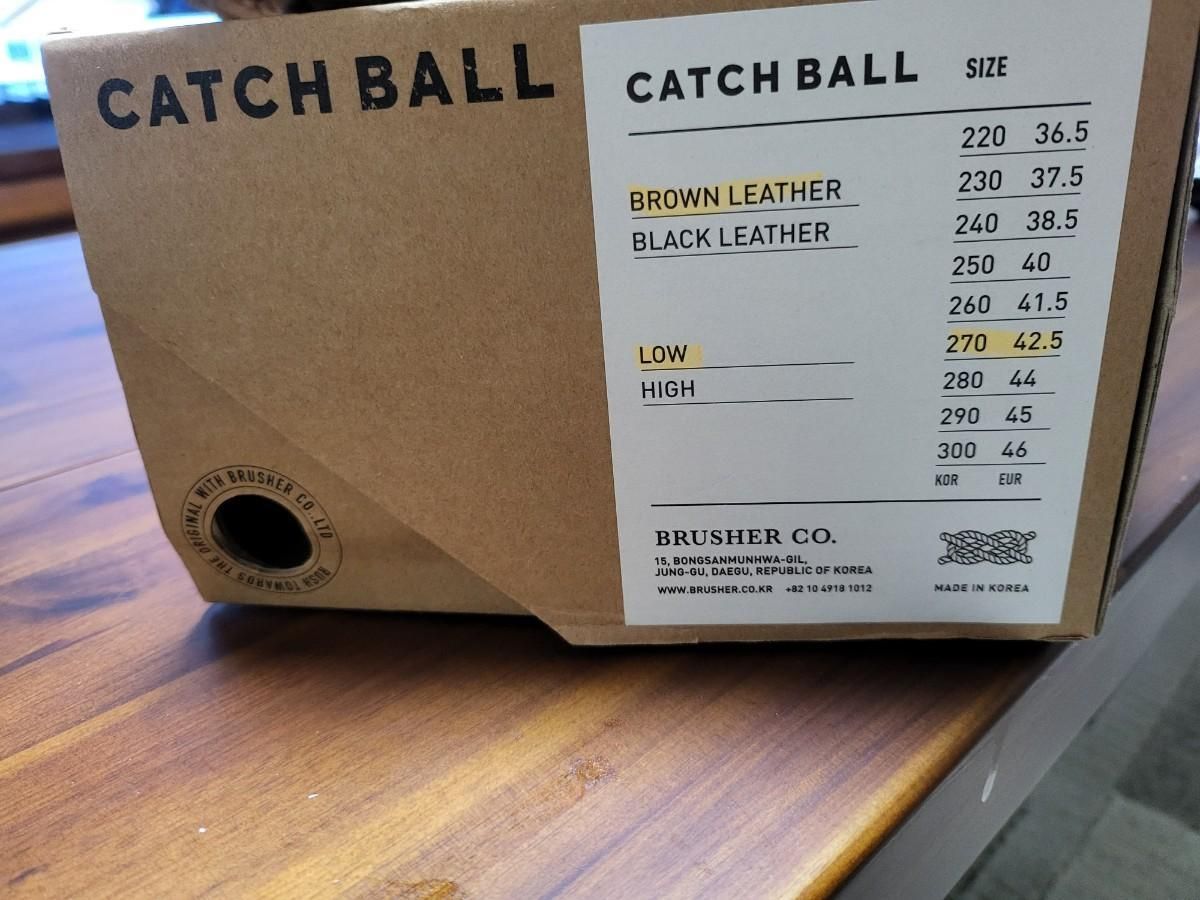 CATCH BALL
RUSH TOWARDS THE ORIGINAL WITH BRUSHER CO.,LTD
CATCH BALL SIZE
BROWN LEATHER
BLACK LEATHER
LOW
HIGH
220 36.5
230 37.5
240 38.5
250 40
260 41.5
270 42.5
280 44
290 45
300 46
KOR EUR
BRUSHER CO.
15, BONGSANMUNHWA-GIL,
JUNG-GU, DAEGU, REPUBLIC OF KOREA
WWW.BRUSHER.CO.KR +82 10 4918 1012
MADE IN KOREA